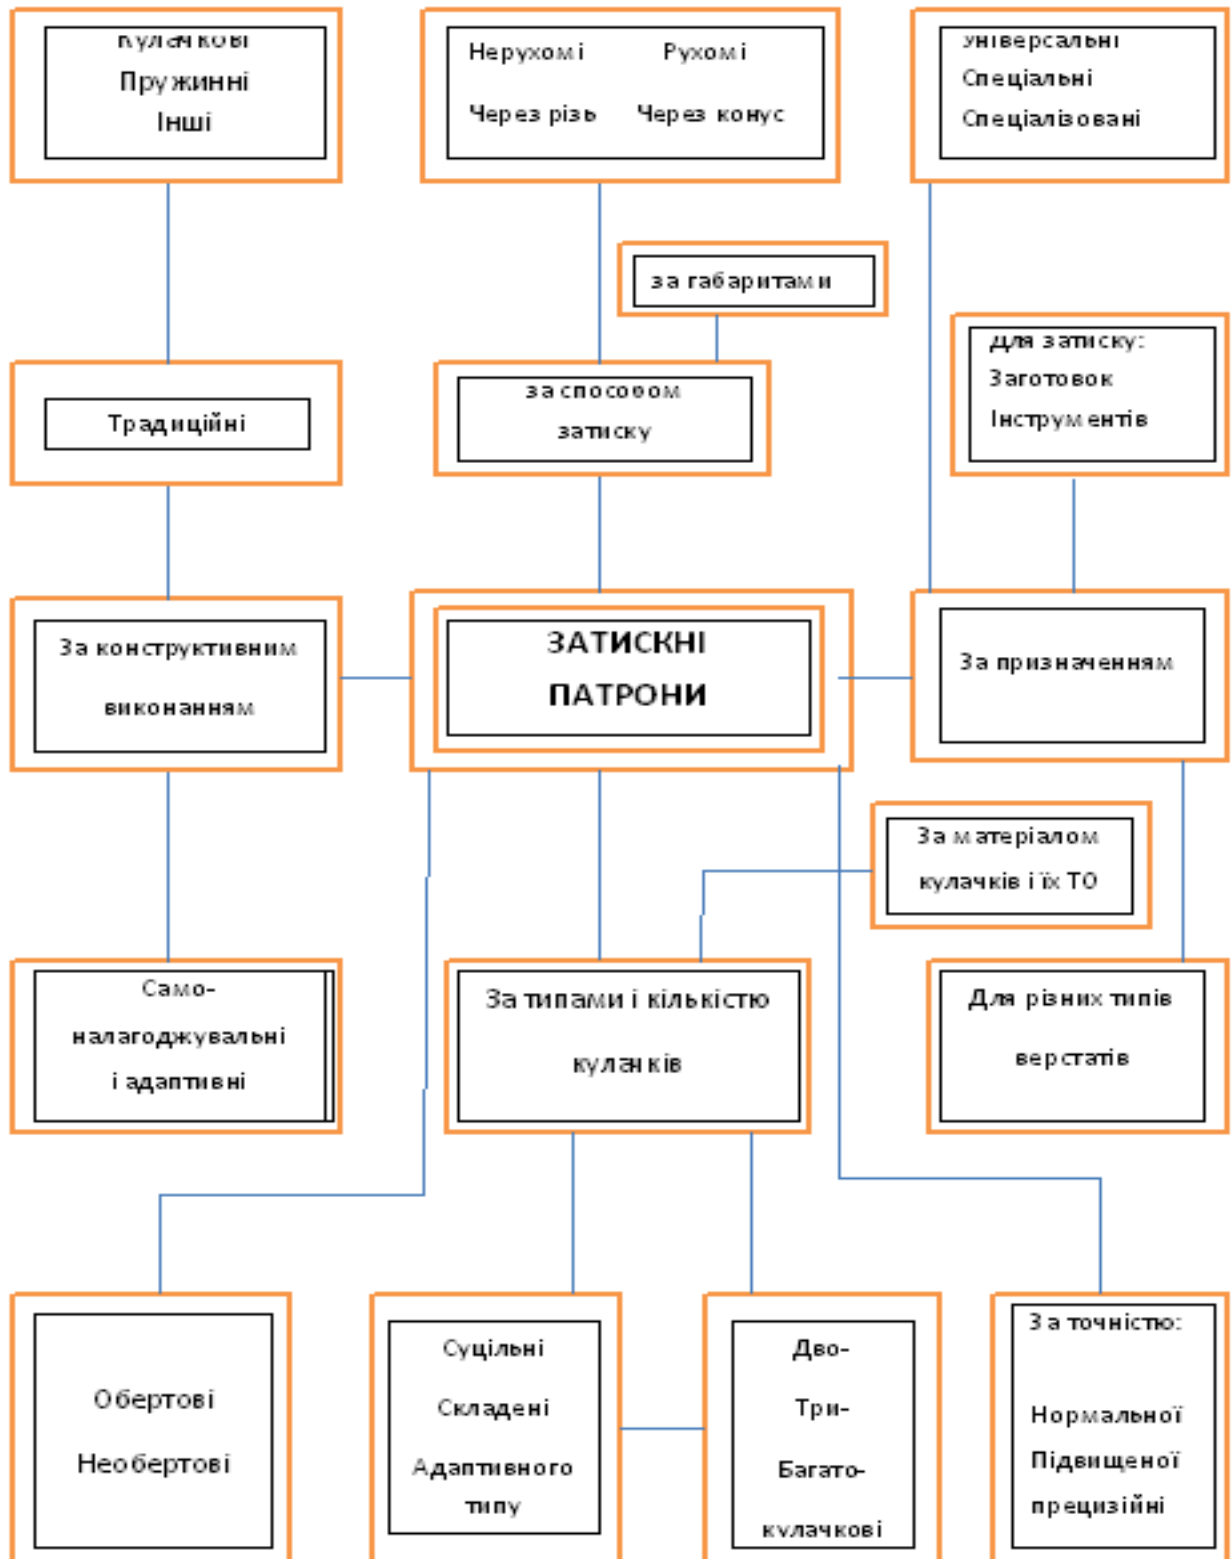 Кулачкові
Пружинні
Інші
Нерухомі Рухомі
Через різь Через конус
Універсальні
Спеціальні
Спеціалізовані
за габаритами
Для затиску:
Заготовок
Інструментів
Традиційні
за способом
затиску
За конструктивним
виконанням
ЗАТИСКНІ
ПАТРОНИ
За призначенням
За матеріалом
кулачків і їх ТО
Само-
налагоджувальні
і адаптивні
За типами і кількістю
кулачків
Для різних типів
верстатів
Обертові
Необертові
Суцільні
Складені
Адаптивного
типу
Дво-
Три-
Багато-
кулачкові
За точністю:
Нормальної
Підвищеної
прецизійні